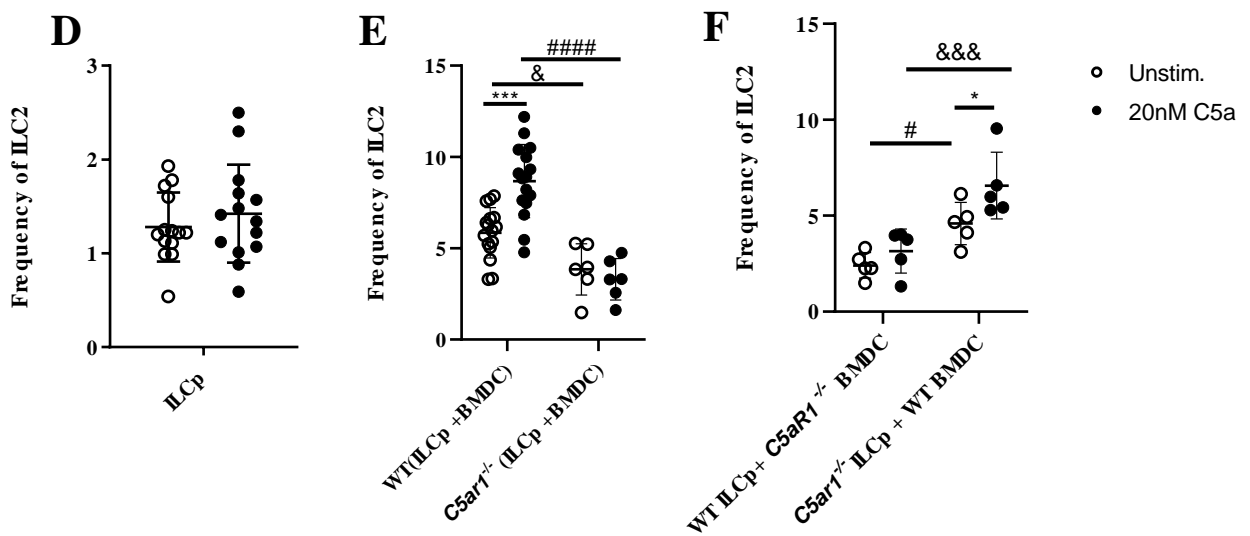 D
Frequency of ILC2
3
2
1
0
ILCp
E
Frequency of ILC2
15
10
5
0
####
&
***
WT(ILCp +BMDC)
C5ar1-/- (ILCp +BMDC)
F
Frequency of ILC2
15
10
5
0
&&&
*
#
WT ILCp+ C5aR1 -/- BMDC
C5ar1-/- ILCp + WT BMDC
Unstim.
20nM C5a